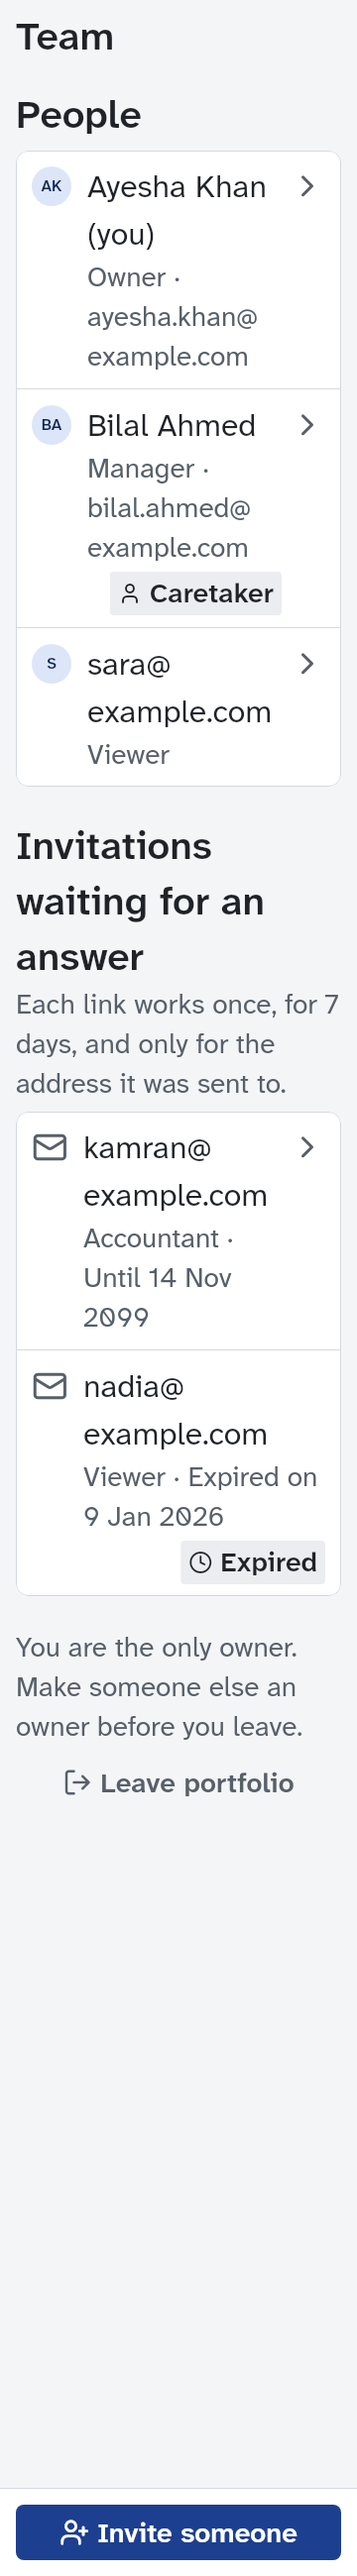 Team
People
AK
Ayesha Khan
(you)
Owner ·
ayesha.khan@
example.com
BA
Bilal Ahmed
Manager ·
bilal.ahmed@
example.com
Caretaker
S
sara@
example.com
Viewer
Invitations
waiting for an
answer
Each link works once, for 7
days, and only for the
address it was sent to.
kamran@
example.com
Accountant ·
Until 14 Nov
2099
nadia@
example.com
Viewer · Expired on
9 Jan 2026
Expired
You are the only owner.
Make someone else an
owner before you leave.
Leave portfolio
Invite someone